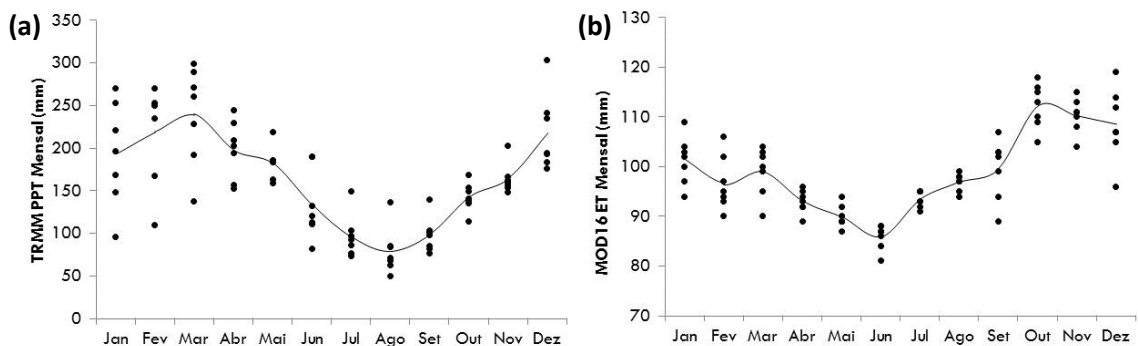 (a)
TRMM PPT Mensal (mm)
350
300
250
200
150
100
50
0
Jan Fev Mar Abr Mai Jun Jul Ago Set Out Nov Dez
(b)
MOD16 ET Mensal (mm)
130
120
110
100
90
80
70
Jan Fev Mar Abr Mai Jun Jul Ago Set Out Nov Dez